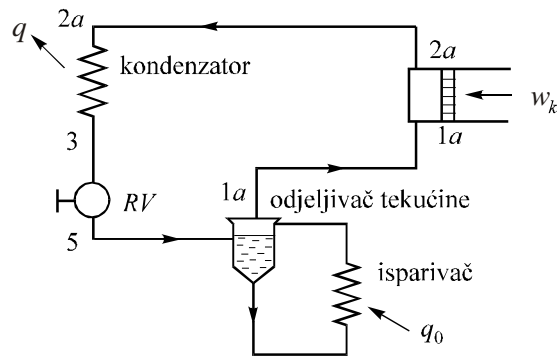 2a
q
kondenzator
2a
w_k
1a
3
1a
odjeljivač tekućine
RV
5
isparivač
q_0